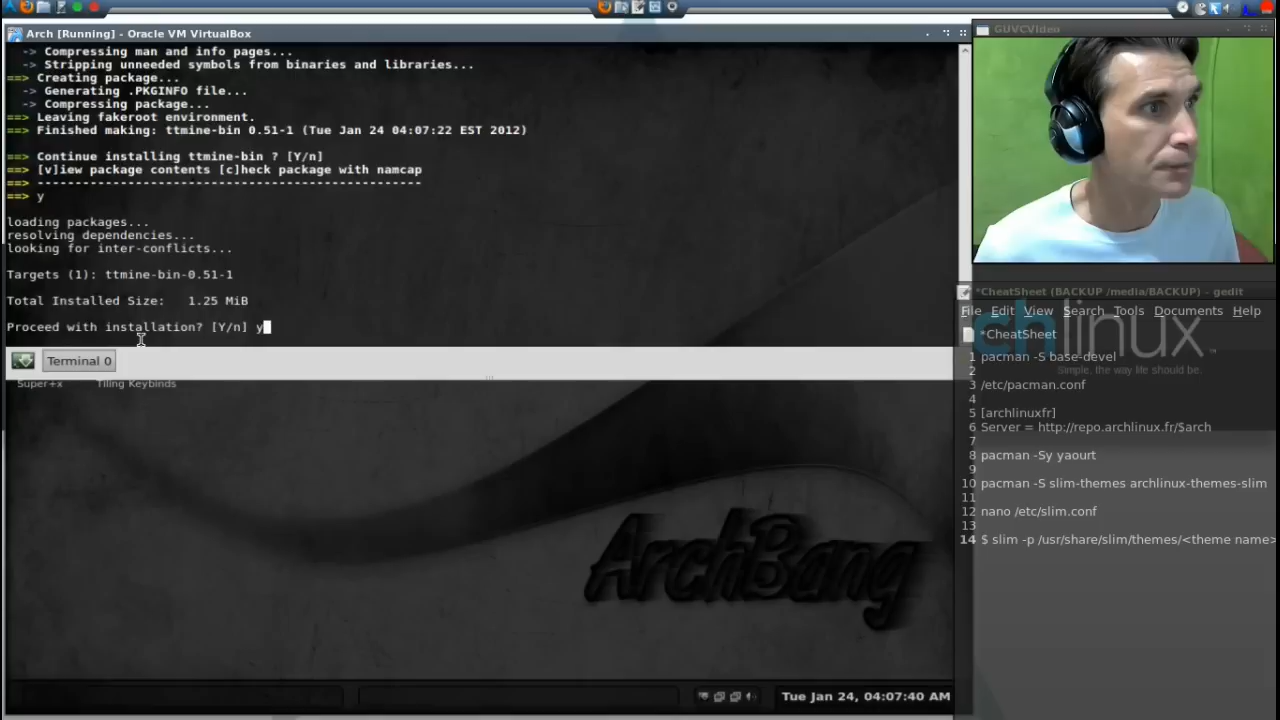 Arch [Running] - Oracle VM VirtualBox
-> Compressing man and info pages...
-> Stripping unneeded symbols from binaries and libraries...
==> Creating package...
-> Generating .PKGINFO file...
-> Compressing package...
==> Leaving fakeroot environment.
==> Finished making: ttmine-bin 0.51-1 (Tue Jan 24 04:07:22 EST 2012)
==> Continue installing ttmine-bin ? [Y/n]
==> [v]iew package contents [c]heck package with namcap
==> ---------------------------------------------------
==> y
loading packages...
resolving dependencies...
looking for inter-conflicts...
Targets (1): ttmine-bin-0.51-1
Total Installed Size:   1.25 MiB
Proceed with installation? [Y/n] y
Terminal 0
Super+x Tiling Keybinds
ArchBang
Tue Jan 24, 04:07:40 AM
GUVCVideo
*CheatSheet (BACKUP /media/BACKUP) - gedit
File Edit View Search Tools Documents Help
*CheatSheet
chlinux
Simple, the way life should be.
1 pacman -S base-devel
2
3 /etc/pacman.conf
4
5 [archlinuxfr]
6 Server = http://repo.archlinux.fr/$arch
7
8 pacman -Sy yaourt
9
10 pacman -S slim-themes archlinux-themes-slim
11
12 nano /etc/slim.conf
13
14 $ slim -p /usr/share/slim/themes/<theme name>